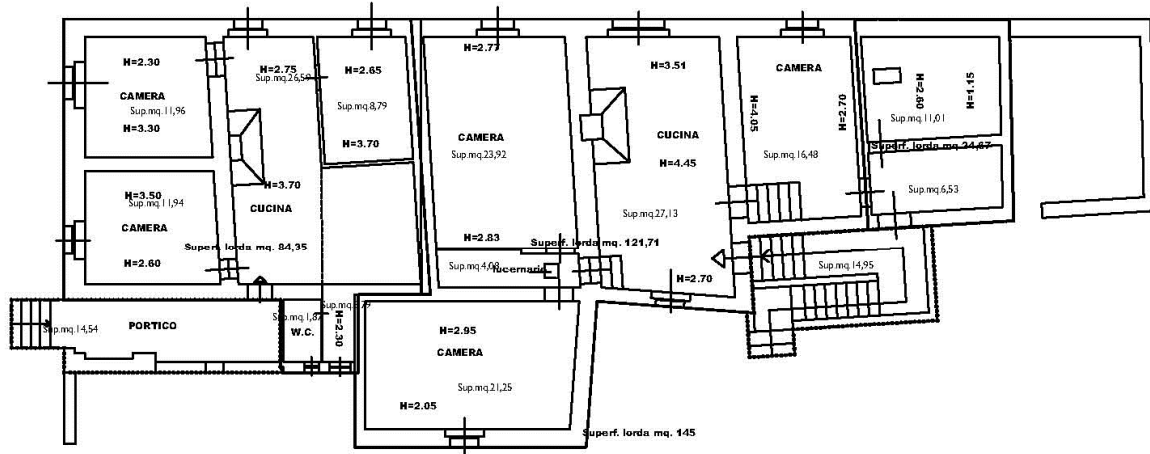 H=2.30
CAMERA
Sup.mq.11,96
H=3.30
H=2.75
Sup.mq.26,59
H=2.65
Sup.mq.8,79
H=3.70
H=3.50
Sup.mq.11,94
CAMERA
H=2.60
H=3.70
CUCINA
Superf. lorda mq. 84,35
Sup.mq.14,54
PORTICO
Sup.mq.1,87
W.C.
H=2.30
H=2.77
CAMERA
Sup.mq.23,92
H=2.83
Superf. lorda mq. 121,71
Sup.mq.4,08
lucernario
H=2.95
CAMERA
Sup.mq.21,25
H=2.05
Superf. lorda mq. 145
H=3.51
CUCINA
H=4.45
Sup.mq.27,13
H=2.70
CAMERA
H=4.05
H=2.70
Sup.mq.16,48
H=2.60
H=1.15
Sup.mq.11,01
Superf. lorda mq. 24,67
Sup.mq.6,53
Sup.mq.14,95